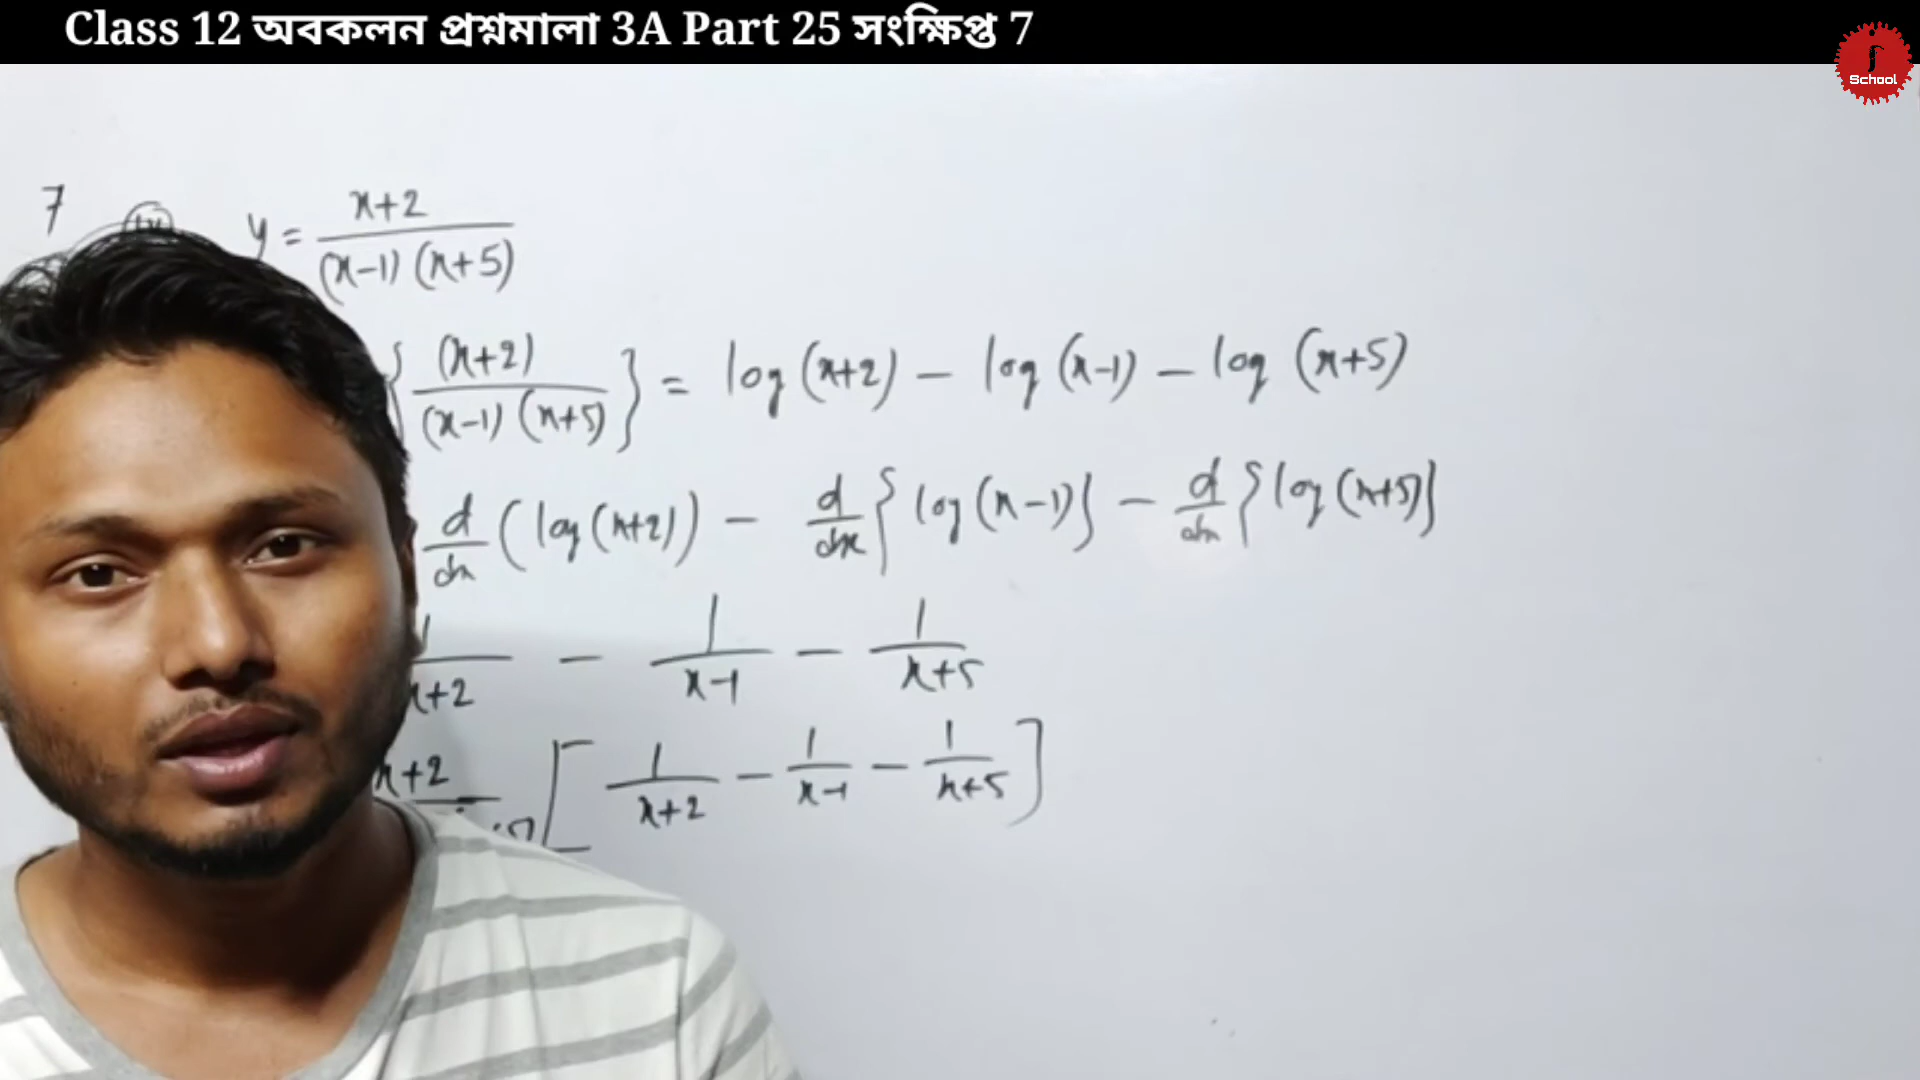 Class 12 অবকলন প্রশ্নমালা 3A Part 25 সংক্ষিপ্ত 7
ʃ School
7 y = x+2 / (x-1) (x+5)
{ (x+2) / (x-1) (x+5) } = log (x+2) - log (x-1) - log (x+5)
d/dx (log (x+2)) - d/dx { log (x-1) } - d/dx { log (x+5) }
1/x+2 - 1/x-1 - 1/x+5
x+2 [ 1/x+2 - 1/x-1 - 1/x+5 ]